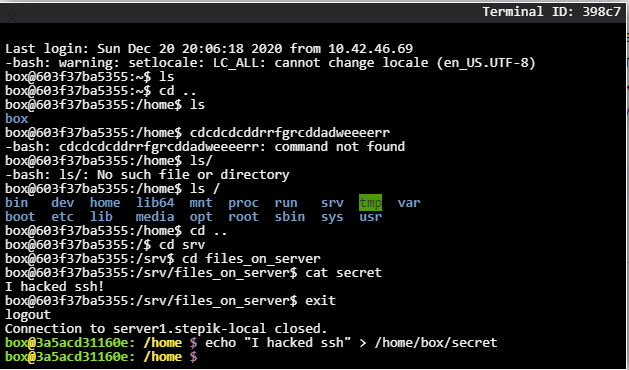 Terminal ID: 398c7
Last login: Sun Dec 20 20:06:18 2020 from 10.42.46.69
-bash: warning: setlocale: LC_ALL: cannot change locale (en_US.UTF-8)
box@603f37ba5355:~$ ls
box@603f37ba5355:~$ cd ..
box@603f37ba5355:/home$ ls
box
box@603f37ba5355:/home$ cdcdcdcddrrfgrcddadweeeerr
-bash: cdcdcdcddrrfgrcddadweeeerr: command not found
box@603f37ba5355:/home$ ls/
-bash: ls/: No such file or directory
box@603f37ba5355:/home$ ls /
bin dev home lib64 mnt proc run srv tmp var
boot etc lib media opt root sbin sys usr
box@603f37ba5355:/home$ cd ..
box@603f37ba5355:/$ cd srv
box@603f37ba5355:/srv$ cd files_on_server
box@603f37ba5355:/srv/files_on_server$ cat secret
I hacked ssh!
box@603f37ba5355:/srv/files_on_server$ exit
logout
Connection to server1.stepik-local closed.
box@3a5acd31160e: /home $ echo "I hacked ssh" > /home/box/secret
box@3a5acd31160e: /home $